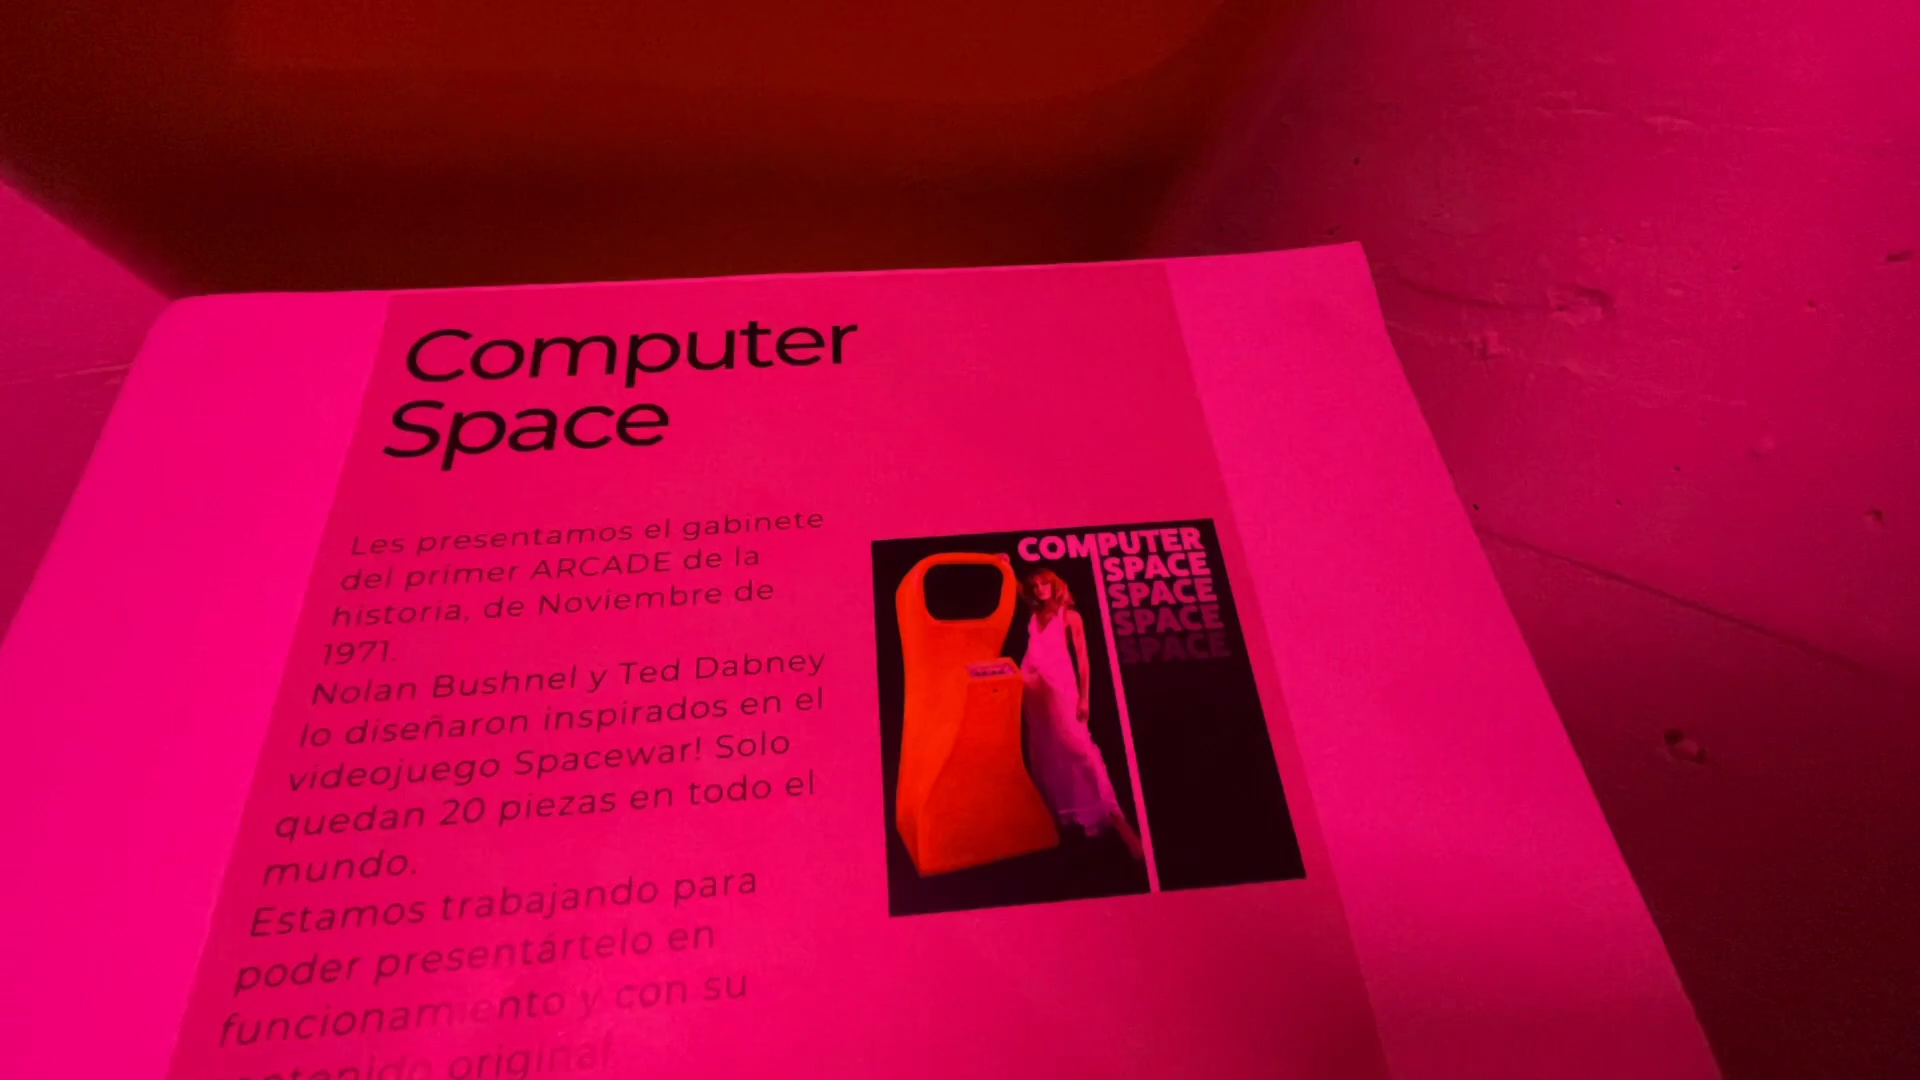 Computer
Space
Les presentamos el gabinete
del primer ARCADE de la
historia, de Noviembre de
1971.
Nolan Bushnel y Ted Dabney
lo diseñaron inspirados en el
videojuego Spacewar! Solo
quedan 20 piezas en todo el
mundo.
Estamos trabajando para
poder presentártelo en
funcionamiento y con su
original.
COMPUTER
SPACE
SPACE
SPACE
SPACE